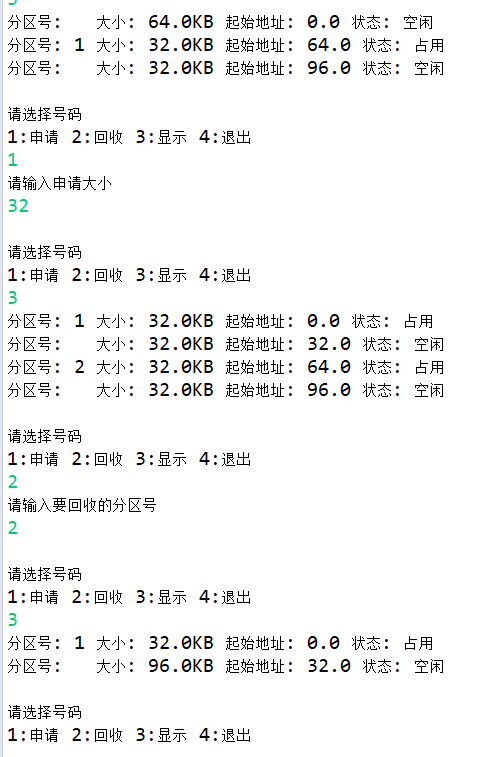 分区号:   大小: 64.0KB 起始地址: 0.0 状态: 空闲
分区号: 1 大小: 32.0KB 起始地址: 64.0 状态: 占用
分区号:   大小: 32.0KB 起始地址: 96.0 状态: 空闲
请选择号码
1:申请 2:回收 3:显示 4:退出
1
请输入申请大小
32
请选择号码
1:申请 2:回收 3:显示 4:退出
3
分区号: 1 大小: 32.0KB 起始地址: 0.0 状态: 占用
分区号:   大小: 32.0KB 起始地址: 32.0 状态: 空闲
分区号: 2 大小: 32.0KB 起始地址: 64.0 状态: 占用
分区号:   大小: 32.0KB 起始地址: 96.0 状态: 空闲
请选择号码
1:申请 2:回收 3:显示 4:退出
2
请输入要回收的分区号
2
请选择号码
1:申请 2:回收 3:显示 4:退出
3
分区号: 1 大小: 32.0KB 起始地址: 0.0 状态: 占用
分区号:   大小: 96.0KB 起始地址: 32.0 状态: 空闲
请选择号码
1:申请 2:回收 3:显示 4:退出